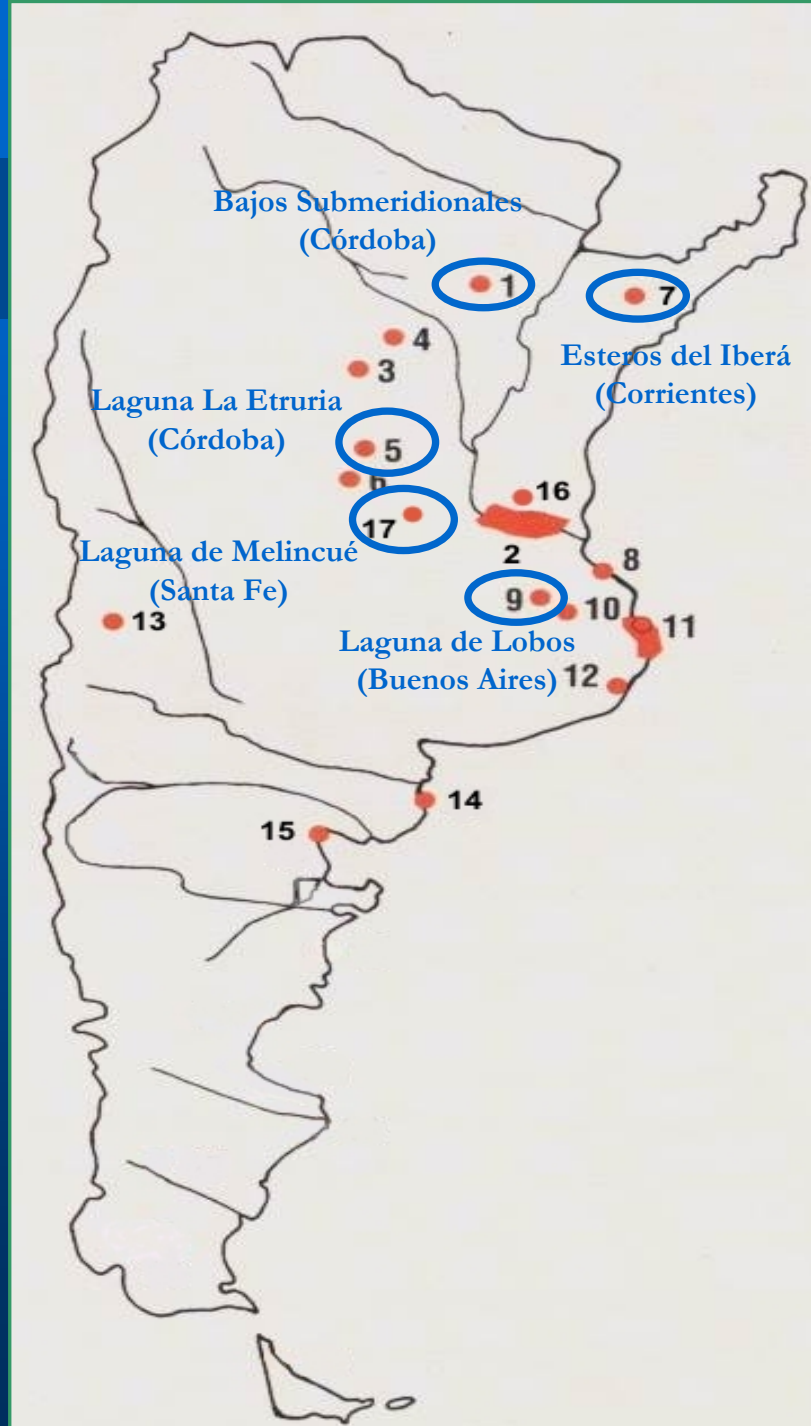 Bajos Submeridionales
(Córdoba)
1
7
4
Esteros del Iberá
(Corrientes)
3
Laguna La Etruria
(Córdoba)
5
6
16
17
2
Laguna de Melincué
(Santa Fe)
8
9
10
13
11
Laguna de Lobos
(Buenos Aires)
12
14
15